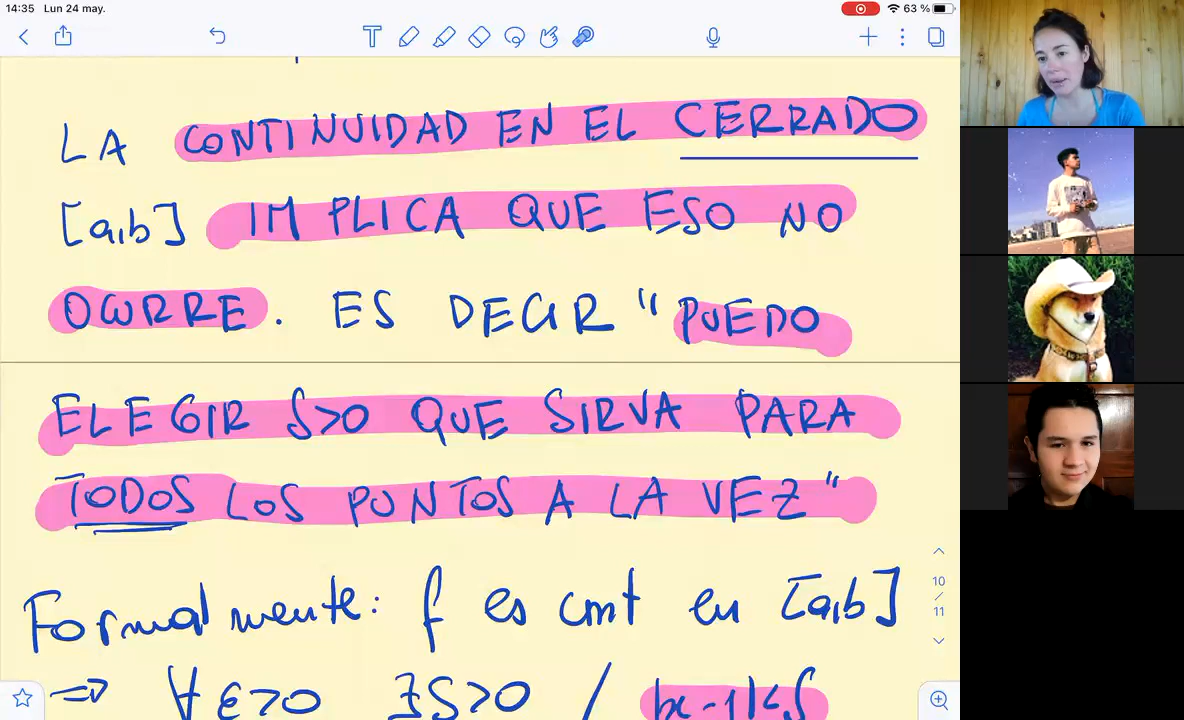 14:35 Lun 24 may.
63 %
T
LA CONTINUIDAD EN EL CERRADO
[a,b] IMPLICA QUE ESO NO
OCURRE. ES DECIR "PUEDO
ELEGIR δ>0 QUE SIRVA PARA
TODOS LOS PUNTOS A LA VEZ"
Formalmente: f es cont en [a,b]
⇒ ∀ε>0 ∃δ>0 /
10
/
11